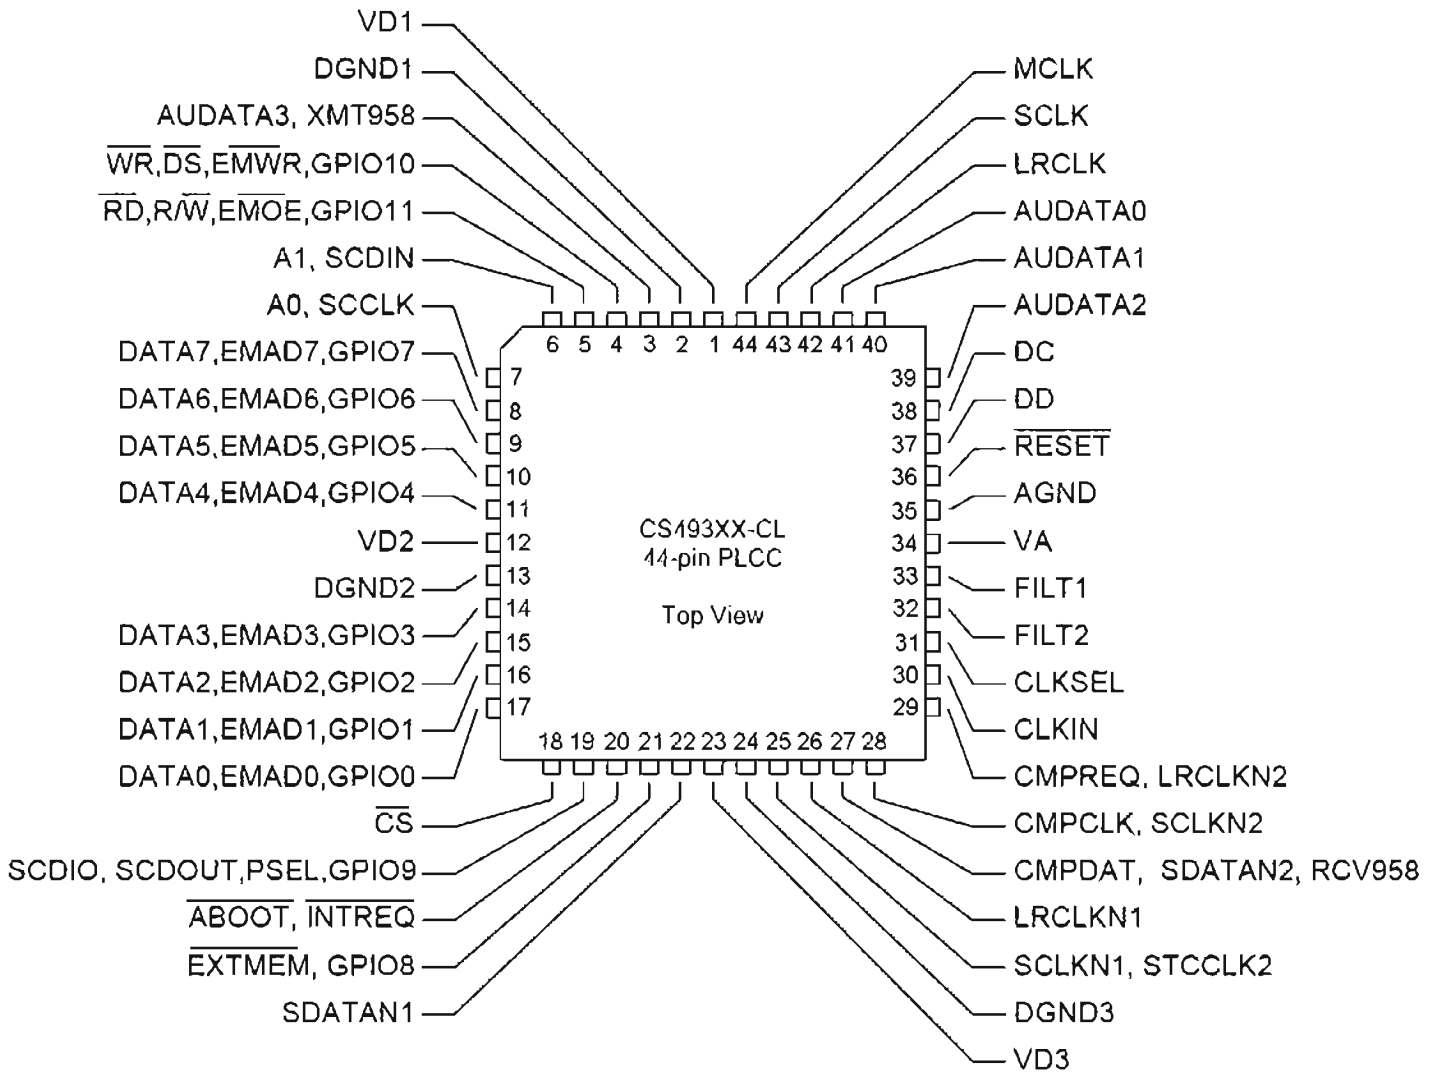 VD1
DGND1
AUDATA3, XMT958
WR,DS,EMWR,GPIO10
RD,R/W,EMOE,GPIO11
A1, SCDIN
A0, SCCLK
DATA7,EMAD7,GPIO7
DATA6,EMAD6,GPIO6
DATA5,EMAD5,GPIO5
DATA4,EMAD4,GPIO4
VD2
DGND2
DATA3,EMAD3,GPIO3
DATA2,EMAD2,GPIO2
DATA1,EMAD1,GPIO1
DATA0,EMAD0,GPIO0
CS
SCDIO, SCDOUT,PSEL,GPIO9
ABOOT, INTREQ
EXTMEM, GPIO8
SDATAN1
6 5 4 3 2 1 44 43 42 41 40
7
8
9
10
11
12
13
14
15
16
17
CS493XX-CL
44-pin PLCC
Top View
39
38
37
36
35
34
33
32
31
30
29
18 19 20 21 22 23 24 25 26 27 28
MCLK
SCLK
LRCLK
AUDATA0
AUDATA1
AUDATA2
DC
DD
RESET
AGND
VA
FILT1
FILT2
CLKSEL
CLKIN
CMPREQ, LRCLKN2
CMPCLK, SCLKN2
CMPDAT, SDATAN2, RCV958
LRCLKN1
SCLKN1, STCCLK2
DGND3
VD3